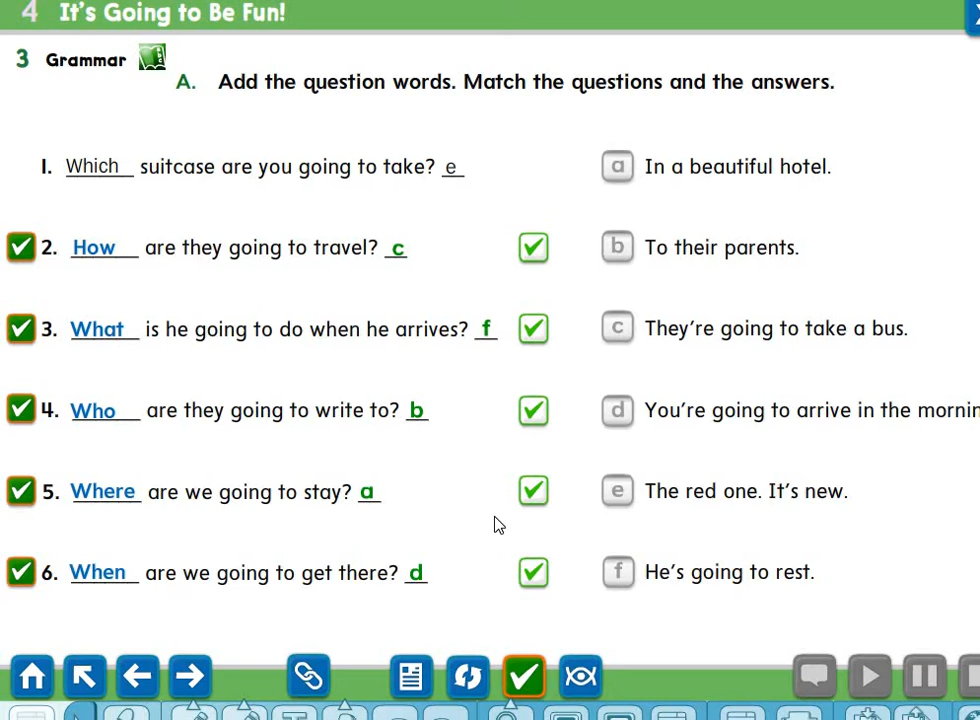 4 It's Going to Be Fun!
3 Grammar
A. Add the question words. Match the questions and the answers.
1. Which suitcase are you going to take? e
a In a beautiful hotel.
2. How are they going to travel? c
b To their parents.
3. What is he going to do when he arrives? f
c They're going to take a bus.
4. Who are they going to write to? b
d You're going to arrive in the mornin
5. Where are we going to stay? a
e The red one. It's new.
6. When are we going to get there? d
f He's going to rest.